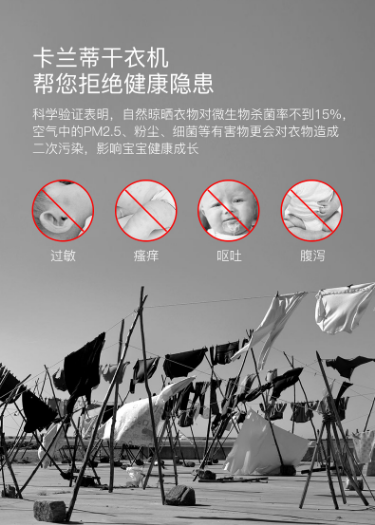 卡兰蒂干衣机
帮您拒绝健康隐患
科学验证表明，自然晾晒衣物对微生物杀菌率不到15%，
空气中的PM2.5、粉尘、细菌等有害物更会对衣物造成
二次污染，影响宝宝健康成长
过敏
瘙痒
呕吐
腹泻